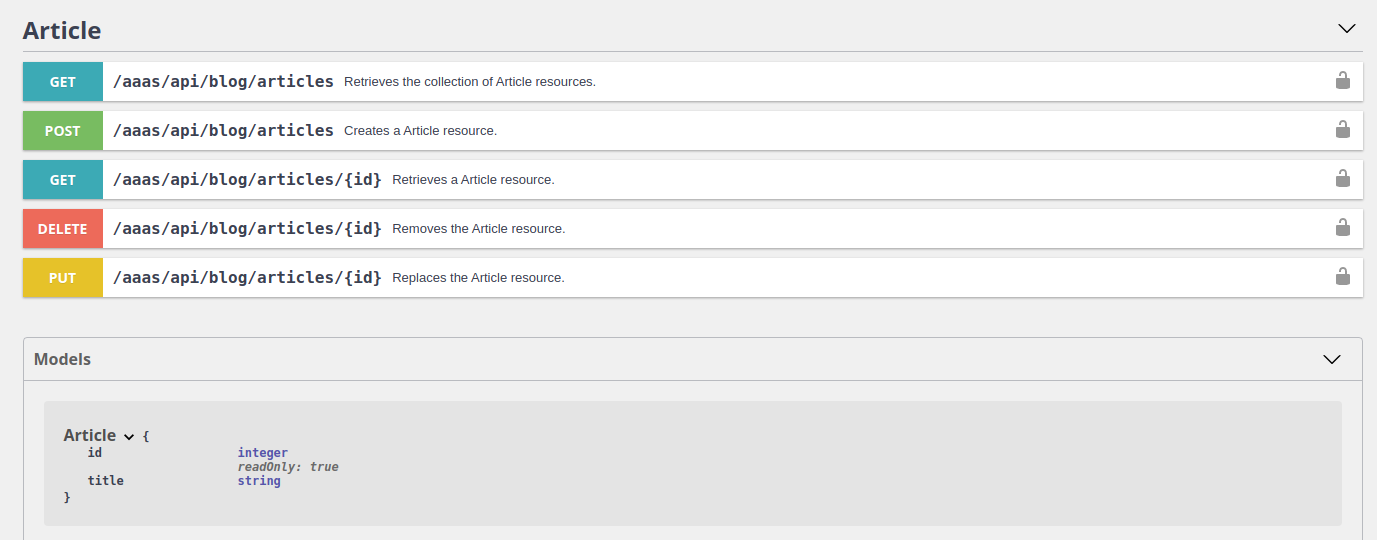 Article
GET /aaas/api/blog/articles Retrieves the collection of Article resources.
POST /aaas/api/blog/articles Creates a Article resource.
GET /aaas/api/blog/articles/{id} Retrieves a Article resource.
DELETE /aaas/api/blog/articles/{id} Removes the Article resource.
PUT /aaas/api/blog/articles/{id} Replaces the Article resource.
Models
Article {
id integer
readOnly: true
title string
}